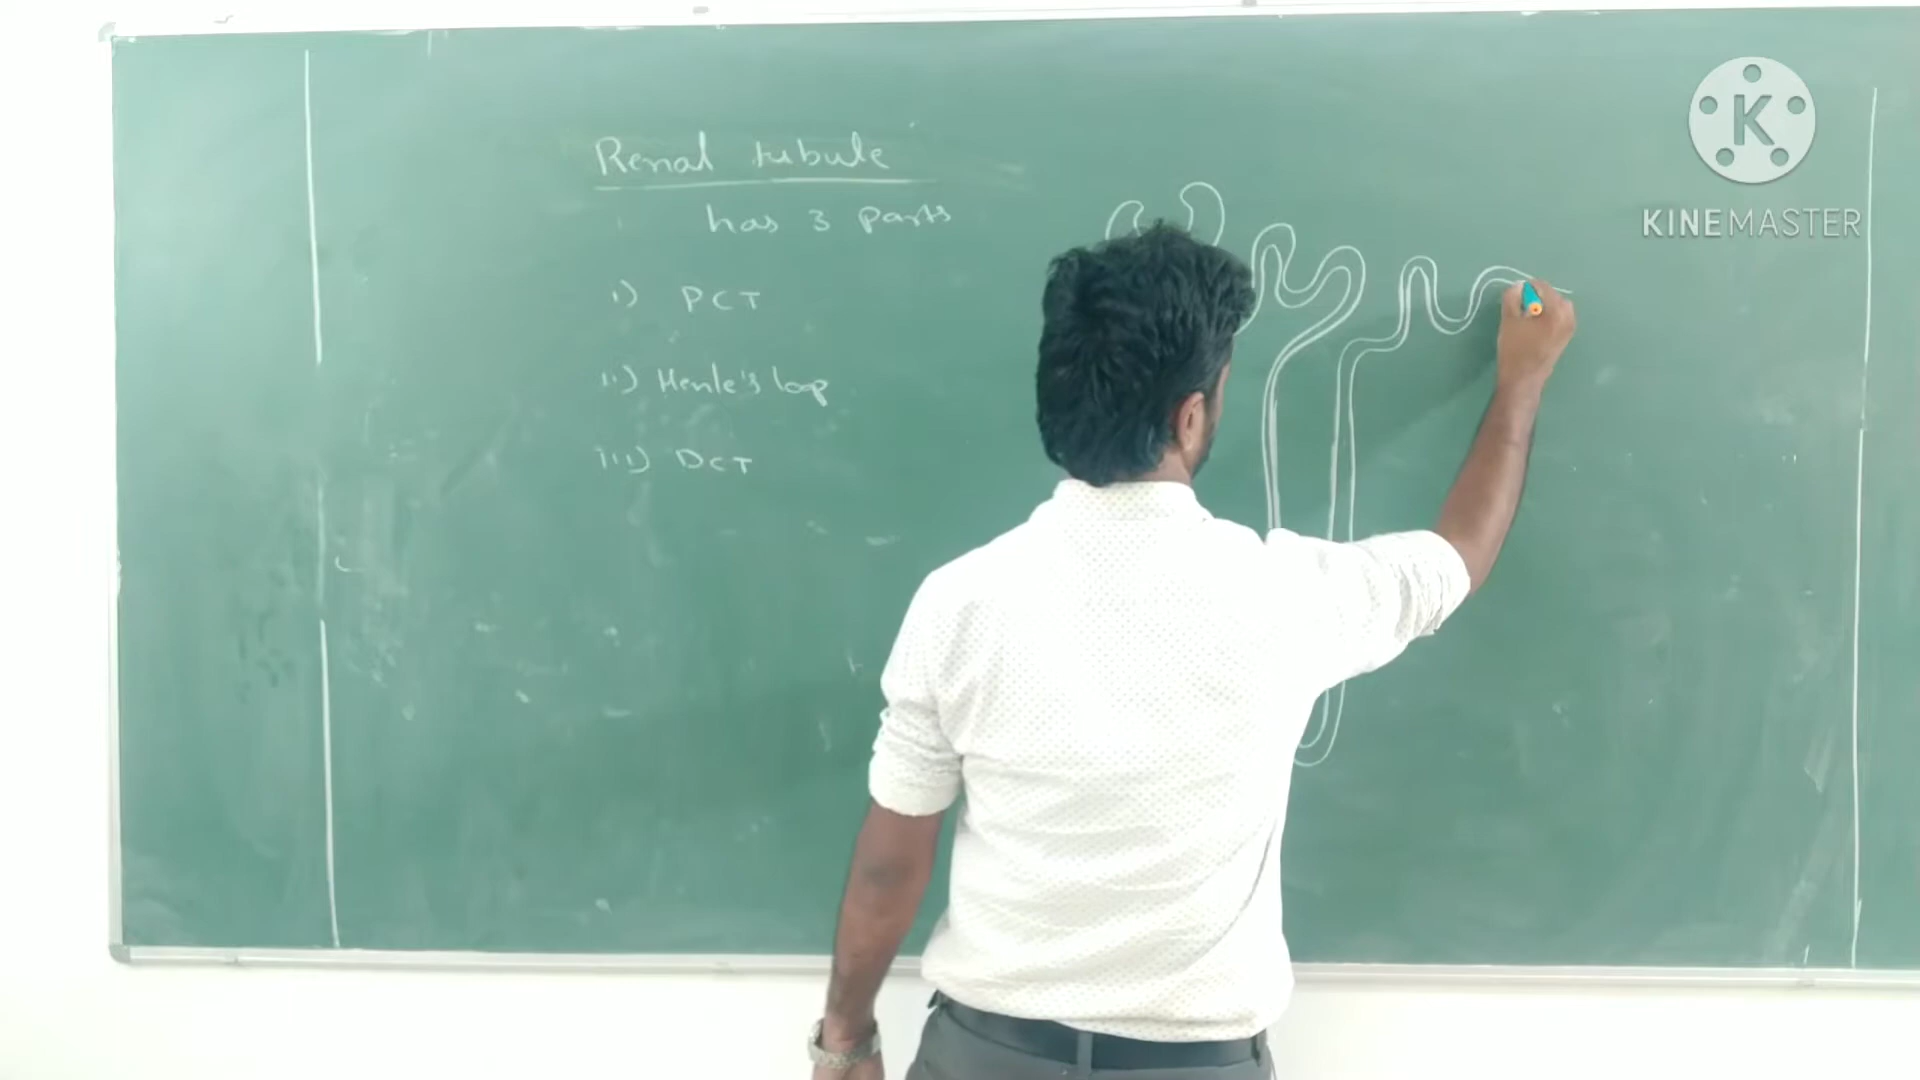 Renal tubule
has 3 parts
i) PCT
ii) Henle's loop
iii) DCT
K
KINEMASTER